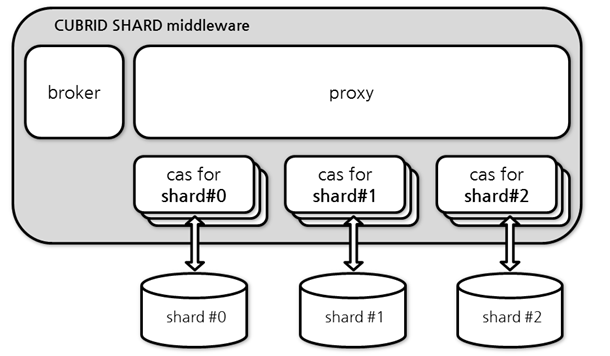 CUBRID SHARD middleware
broker
proxy
cas for
shard#0
cas for
shard#1
cas for
shard#2
shard #0
shard #1
shard #2